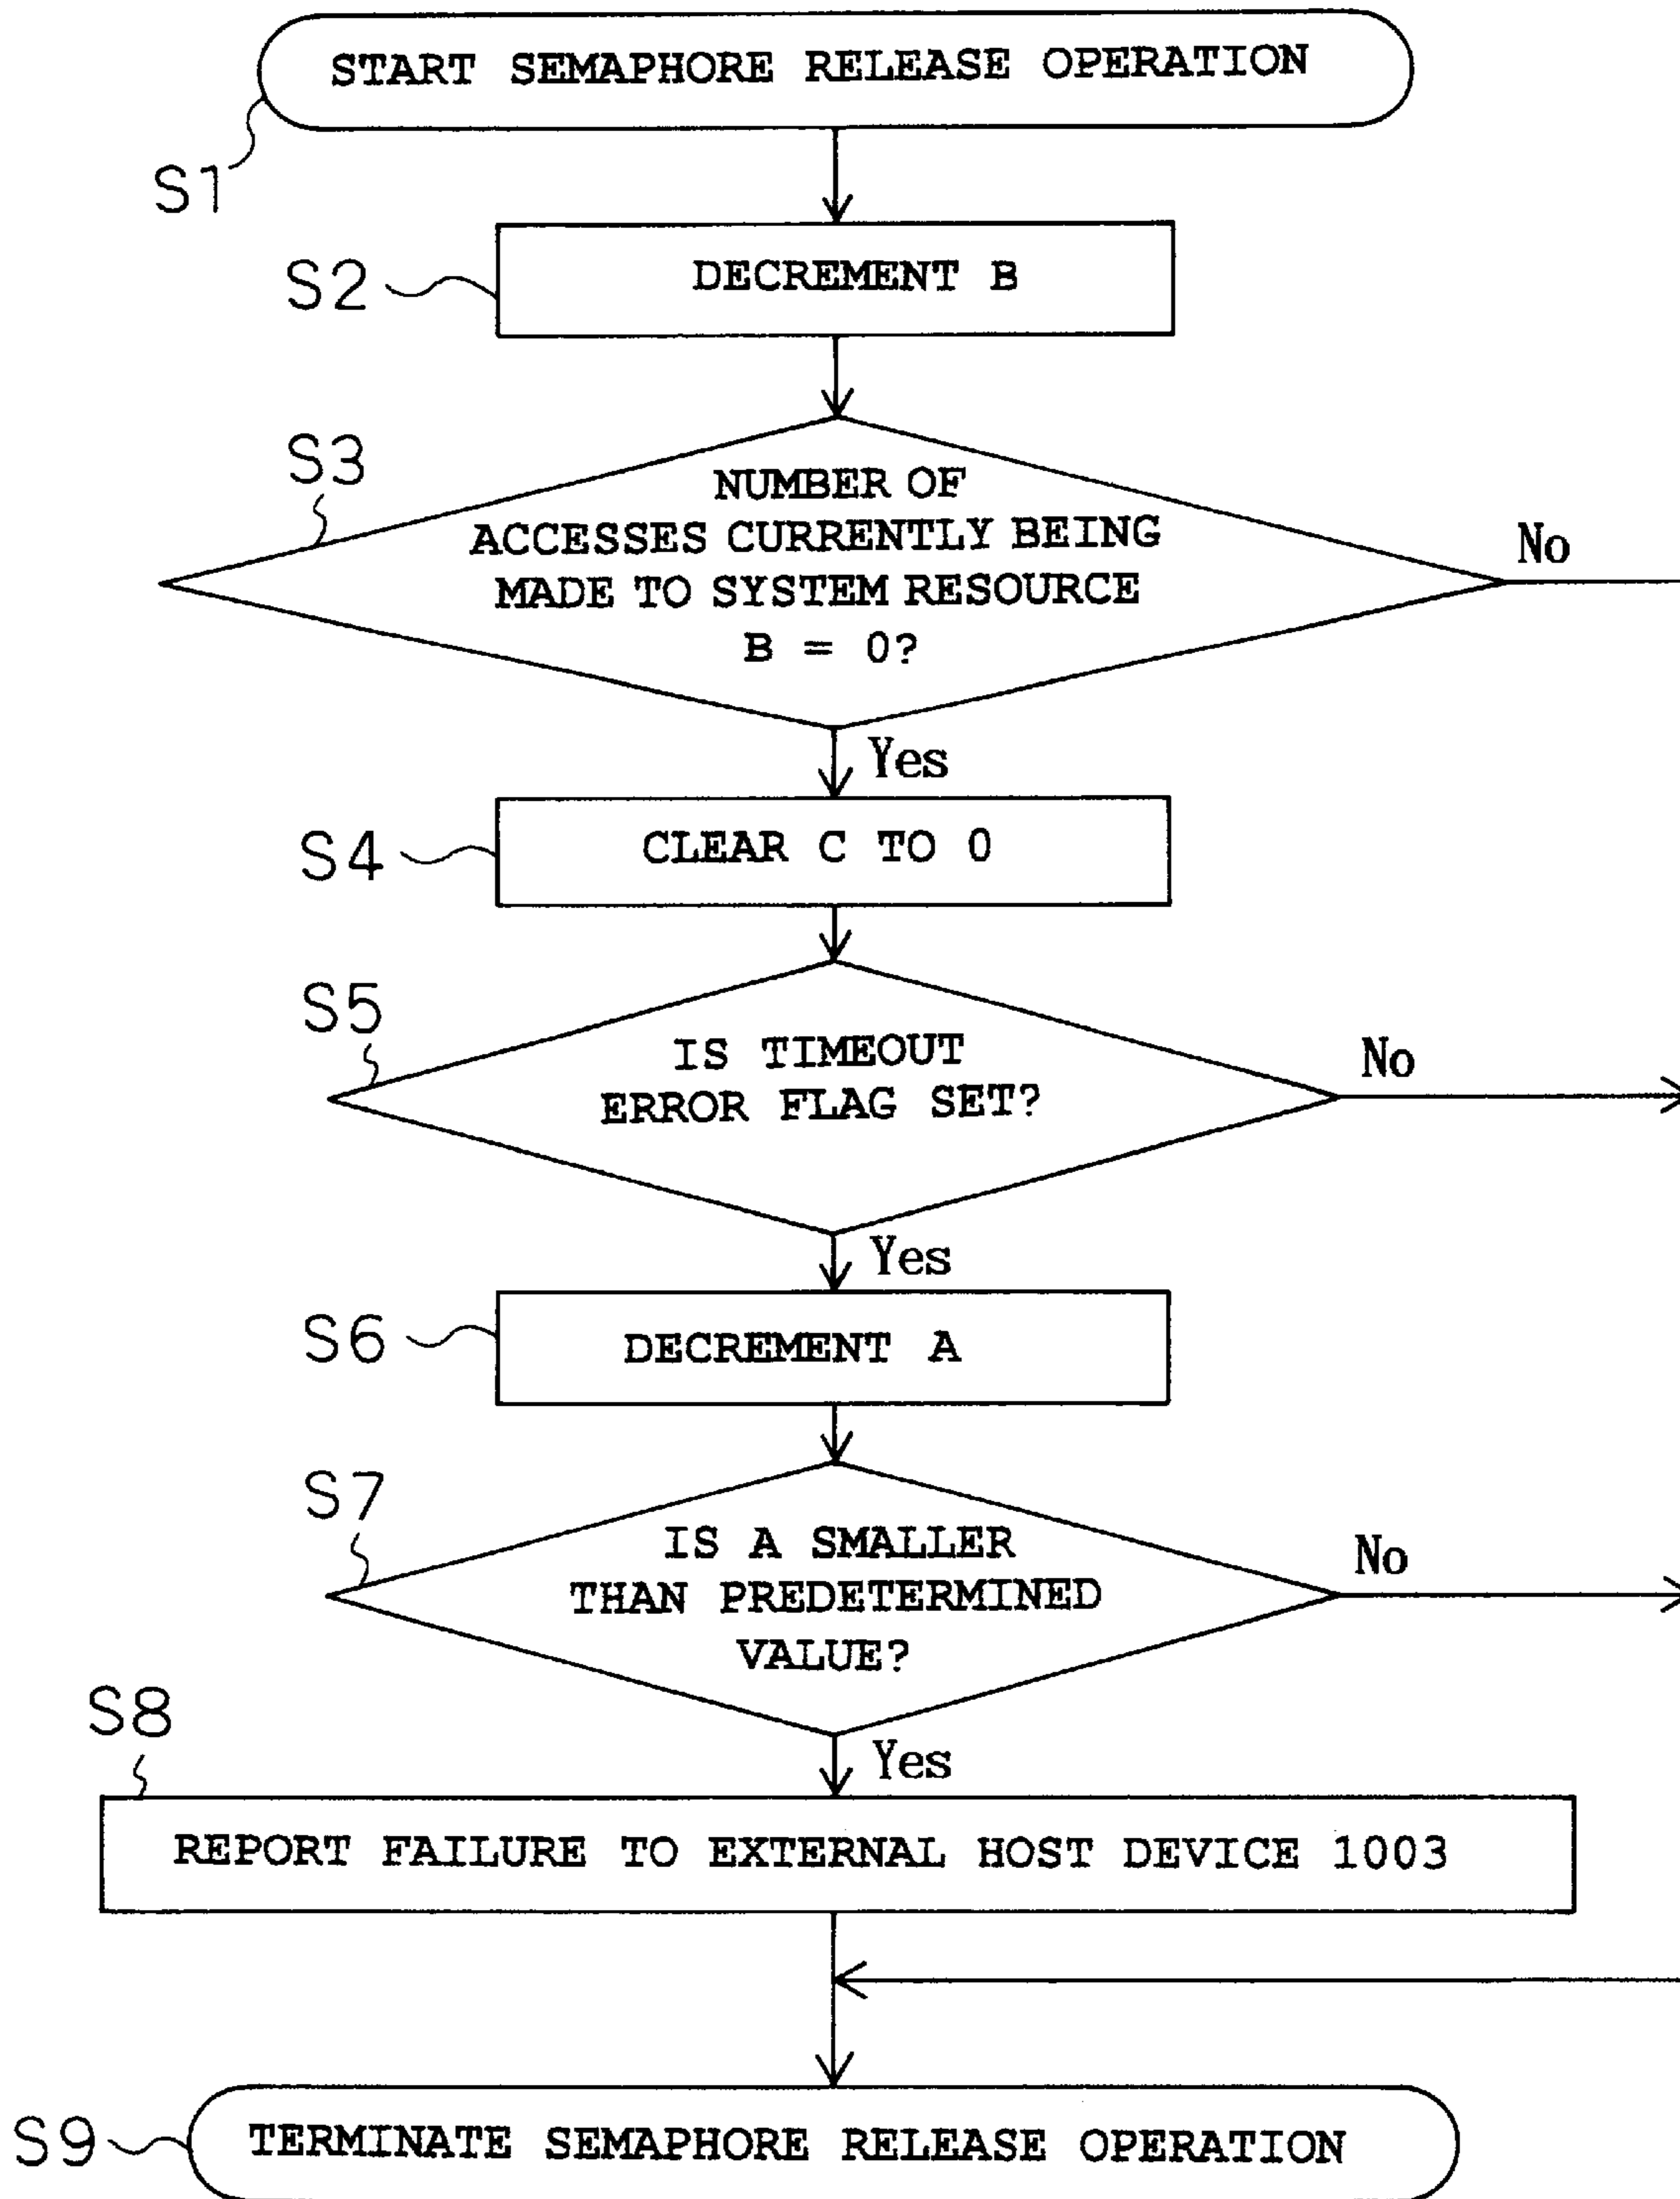 START SEMAPHORE RELEASE OPERATION
S1
S2
DECREMENT B
S3
NUMBER OF
ACCESSES CURRENTLY BEING
MADE TO SYSTEM RESOURCE
B = 0?
No
Yes
S4
CLEAR C TO 0
S5
IS TIMEOUT
ERROR FLAG SET?
No
Yes
S6
DECREMENT A
S7
IS A SMALLER
THAN PREDETERMINED
VALUE?
No
Yes
S8
REPORT FAILURE TO EXTERNAL HOST DEVICE 1003
S9
TERMINATE SEMAPHORE RELEASE OPERATION